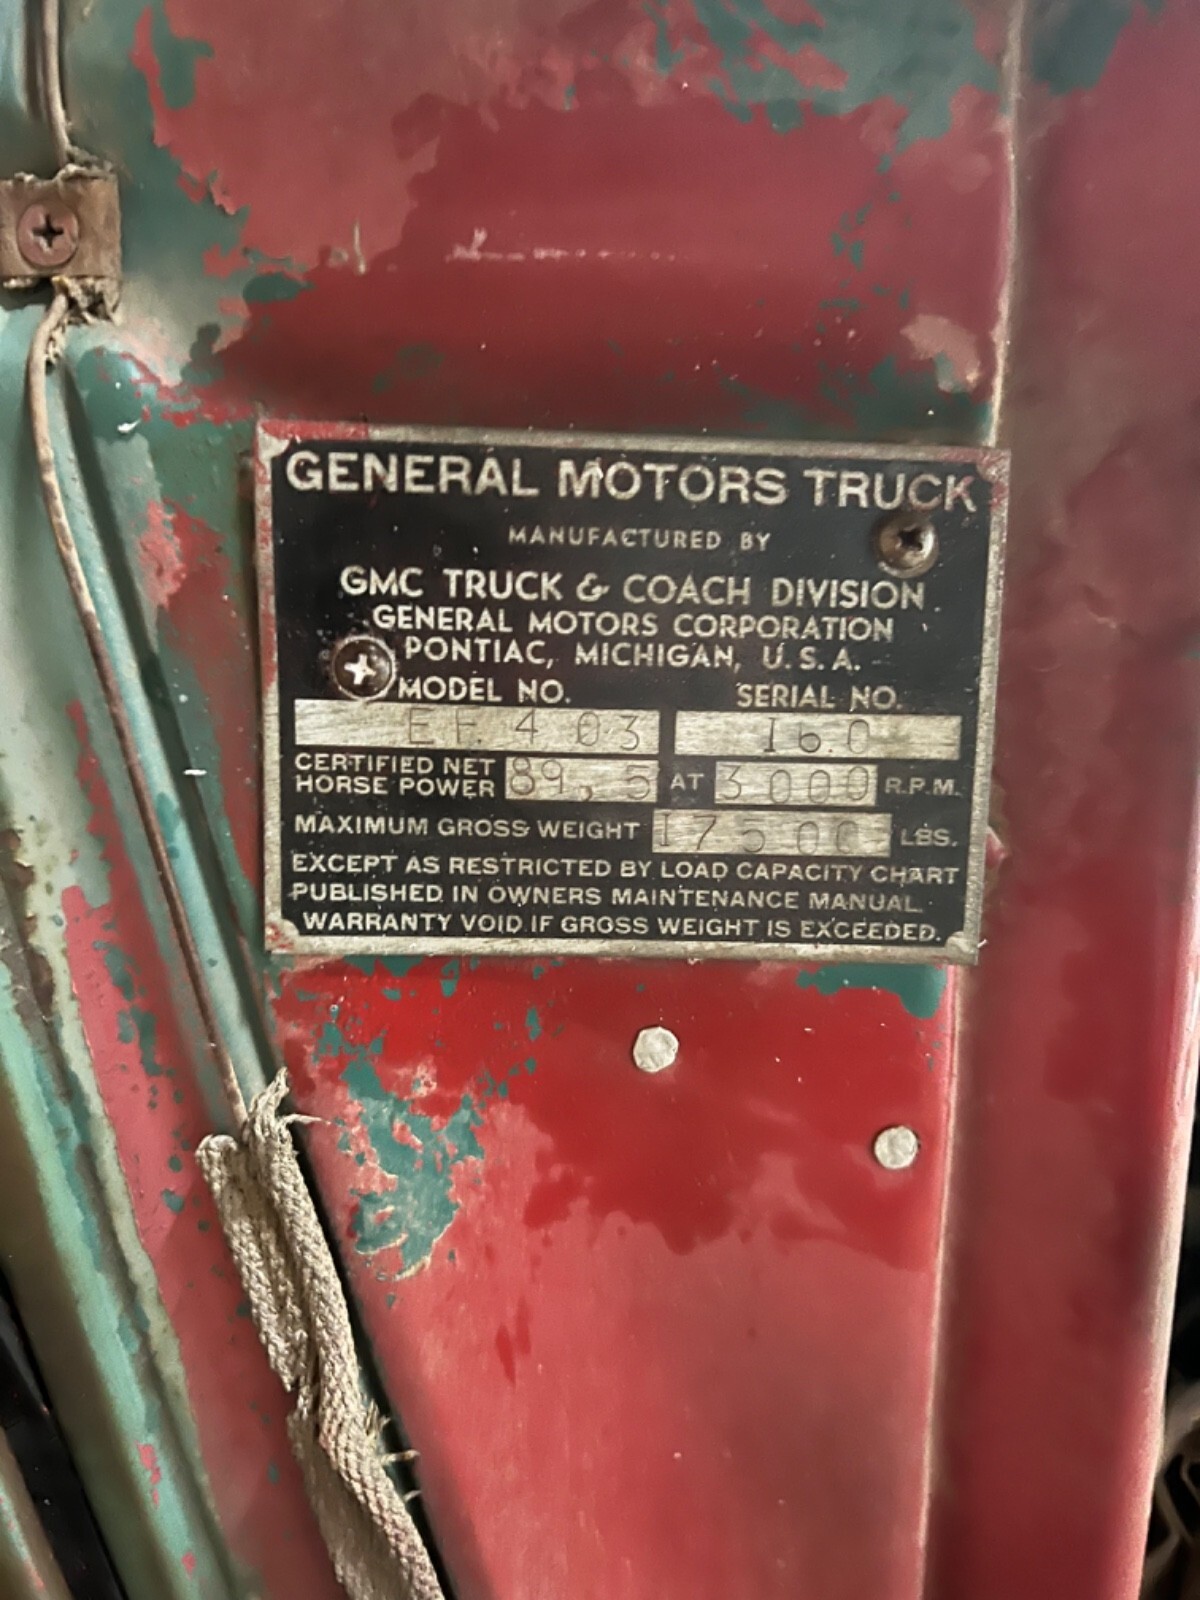 GENERAL MOTORS TRUCK
MANUFACTURED BY
GMC TRUCK & COACH DIVISION
GENERAL MOTORS CORPORATION
PONTIAC, MICHIGAN, U.S.A.
MODEL NO. SERIAL NO.
EF. 403 16.0
CERTIFIED NET HORSE POWER 89,5 AT 3000 R.P.M.
MAXIMUM GROSS WEIGHT 17500 LBS.
EXCEPT AS RESTRICTED BY LOAD CAPACITY CHART
PUBLISHED IN OWNERS MAINTENANCE MANUAL.
WARRANTY VOID IF GROSS WEIGHT IS EXCEEDED.